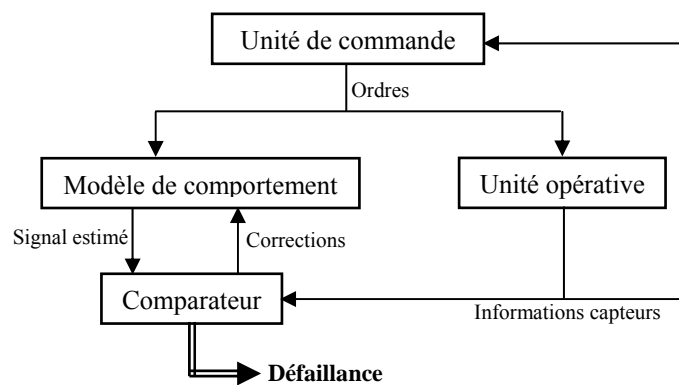 Unité de commande
Ordres
Modèle de comportement
Unité opérative
Signal estimé
Corrections
Comparateur
Informations capteurs
Défaillance